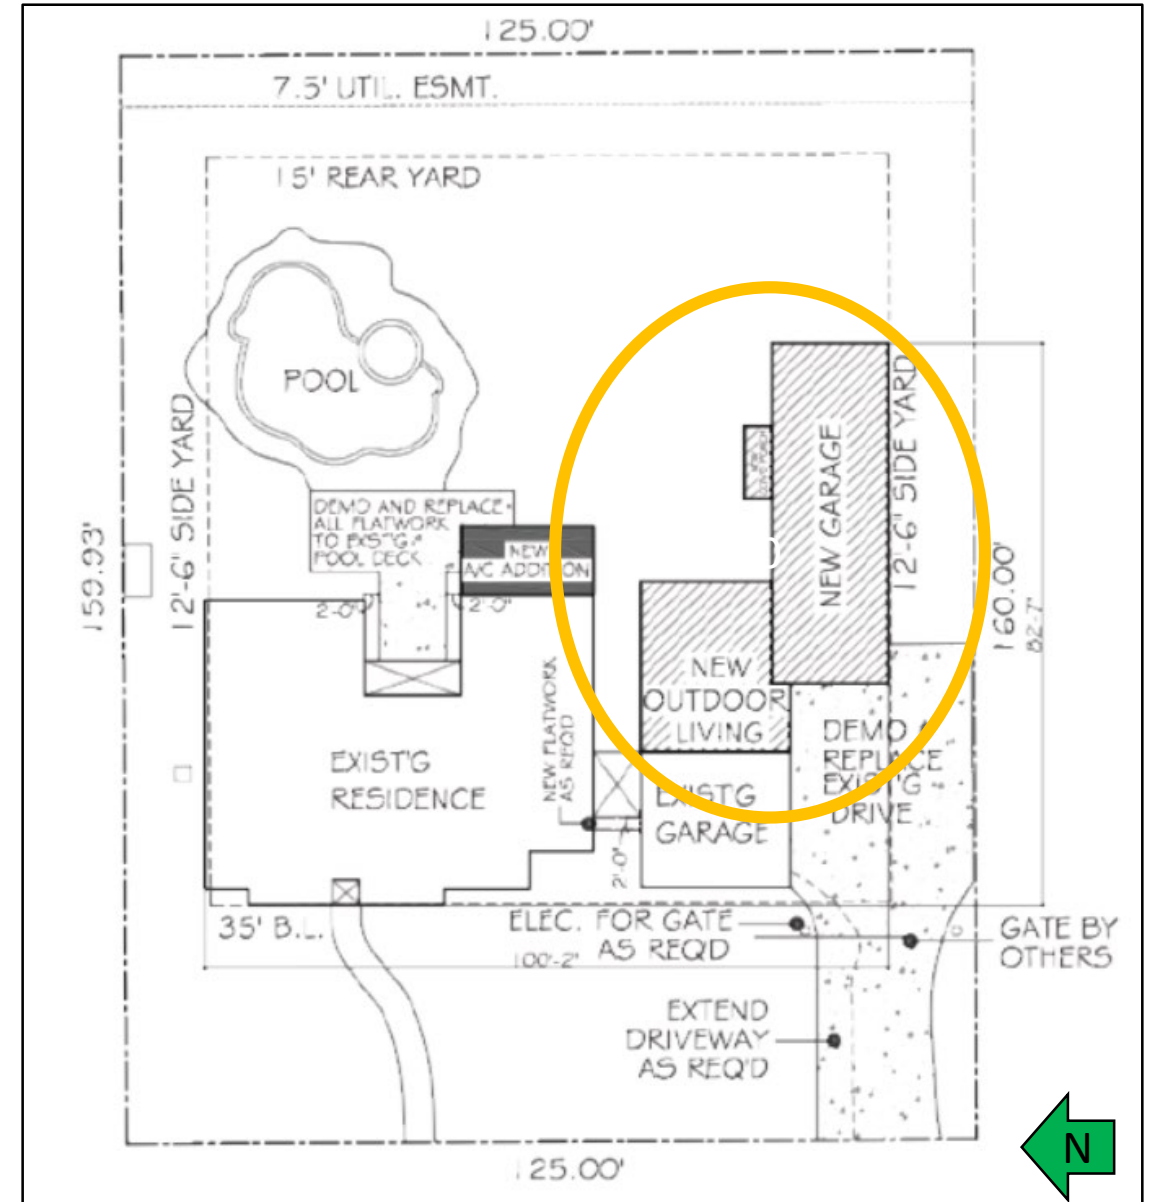 125.00'
7.5' UTIL. ESMT.
15' REAR YARD
POOL
12'-6" SIDE YARD
159.93'
DEMO AND REPLACE
ALL FLATWORK
TO EXIST'G
POOL DECK
NEW
A/C ADDITION
2'-0"
2'-0"
NEW GARAGE
12'-6" SIDE YARD
160.00'
82'-7"
NEW
OUTDOOR
LIVING
NEW FLATWORK
AS REQ'D
EXIST'G
RESIDENCE
EXIST'G
GARAGE
2'-0"
DEMO
REPLACE
EXIST'G
DRIVE
35' B.L.
ELEC. FOR GATE
AS REQ'D
100'-2"
GATE BY
OTHERS
EXTEND
DRIVEWAY
AS REQ'D
125.00'
N